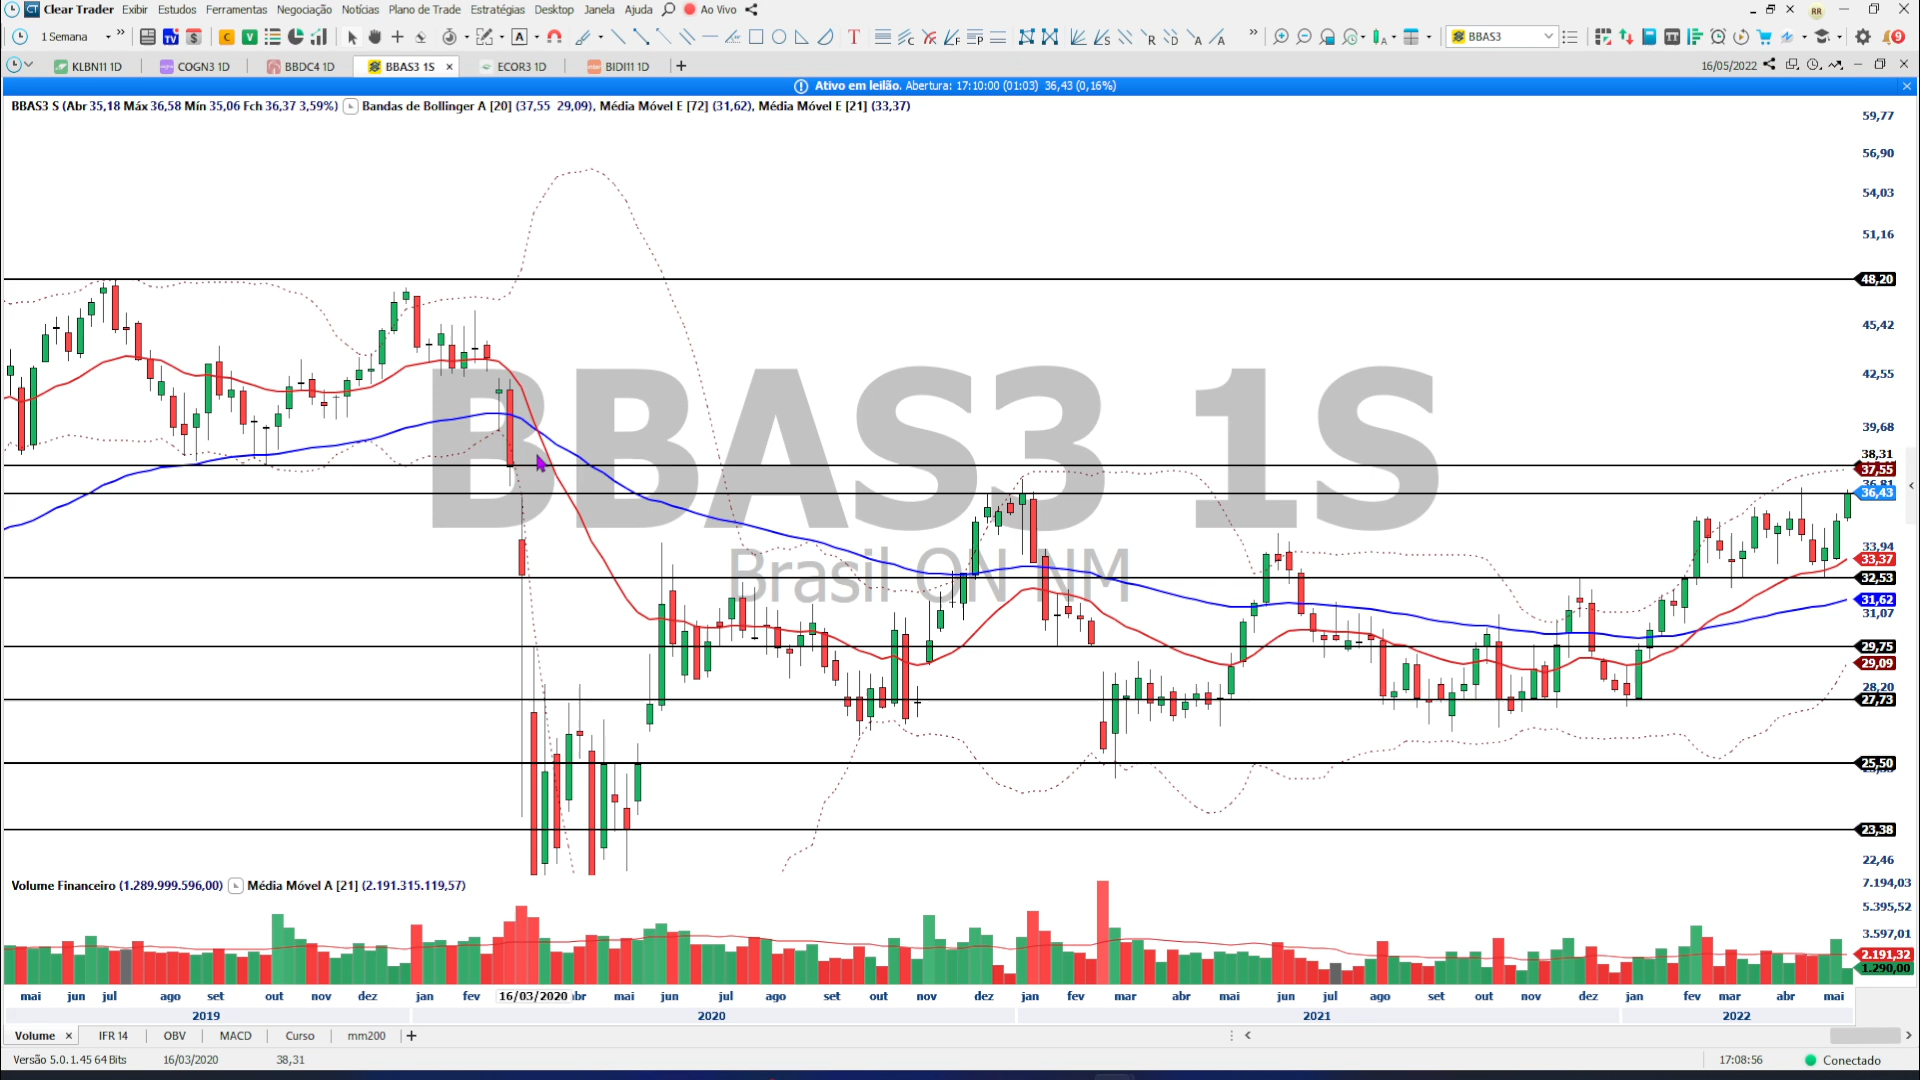 Clear Trader Exibir Estudos Ferramentas Negociação Notícias Plano de Trade Estratégias Desktop Janela Ajuda Ao Vivo RR
1 Semana BBAS3 9
KLBN11 1D COGN3 1D BBDC4 1D BBAS3 1S ECOR3 1D BIDI11 1D 16/05/2022
Ativo em leilão. Abertura: 17:10:00 (01:03) 36,43 (0,16%)
BBAS3 S (Abr 35,18 Máx 36,58 Mín 35,06 Fch 36,37 3,59%) Bandas de Bollinger A [20] (37,55 29,09), Média Móvel E [72] (31,62), Média Móvel E [21] (33,37)
59,77
56,90
54,03
51,16
48,20
45,42
42,55
39,68
38,31
37,55
36,81
36,43
33,94
33,37
32,53
31,62
31,07
29,75
29,09
28,20
27,73
25,50
23,38
22,46
BBAS3 1S
Brasil ON NM
Volume Financeiro (1.289.999.596,00) Média Móvel A [21] (2.191.315.119,57)
7.194,03
5.395,52
3.597,01
2.191,32
1.290,00
mai jun jul ago set out nov dez jan fev 16/03/2020 abr mai jun jul ago set out nov dez jan fev mar abr mai jun jul ago set out nov dez jan fev mar abr mai
2019 2020 2021 2022
Volume IFR 14 OBV MACD Curso mm200
Versão 5.0.1.45 64 Bits 16/03/2020 38,31 17:08:56 Conectado